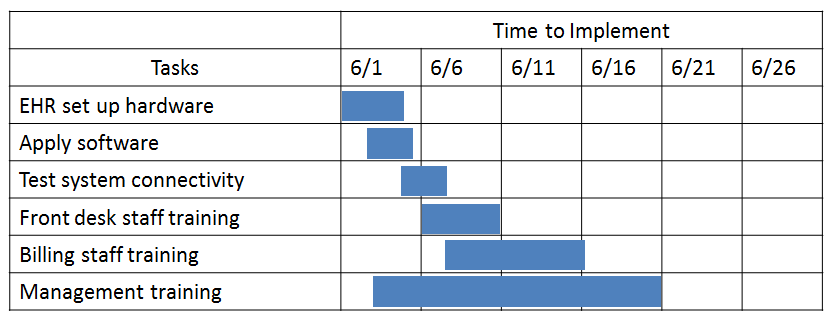 Time to Implement
Tasks 6/1 6/6 6/11 6/16 6/21 6/26
EHR set up hardware
Apply software
Test system connectivity
Front desk staff training
Billing staff training
Management training